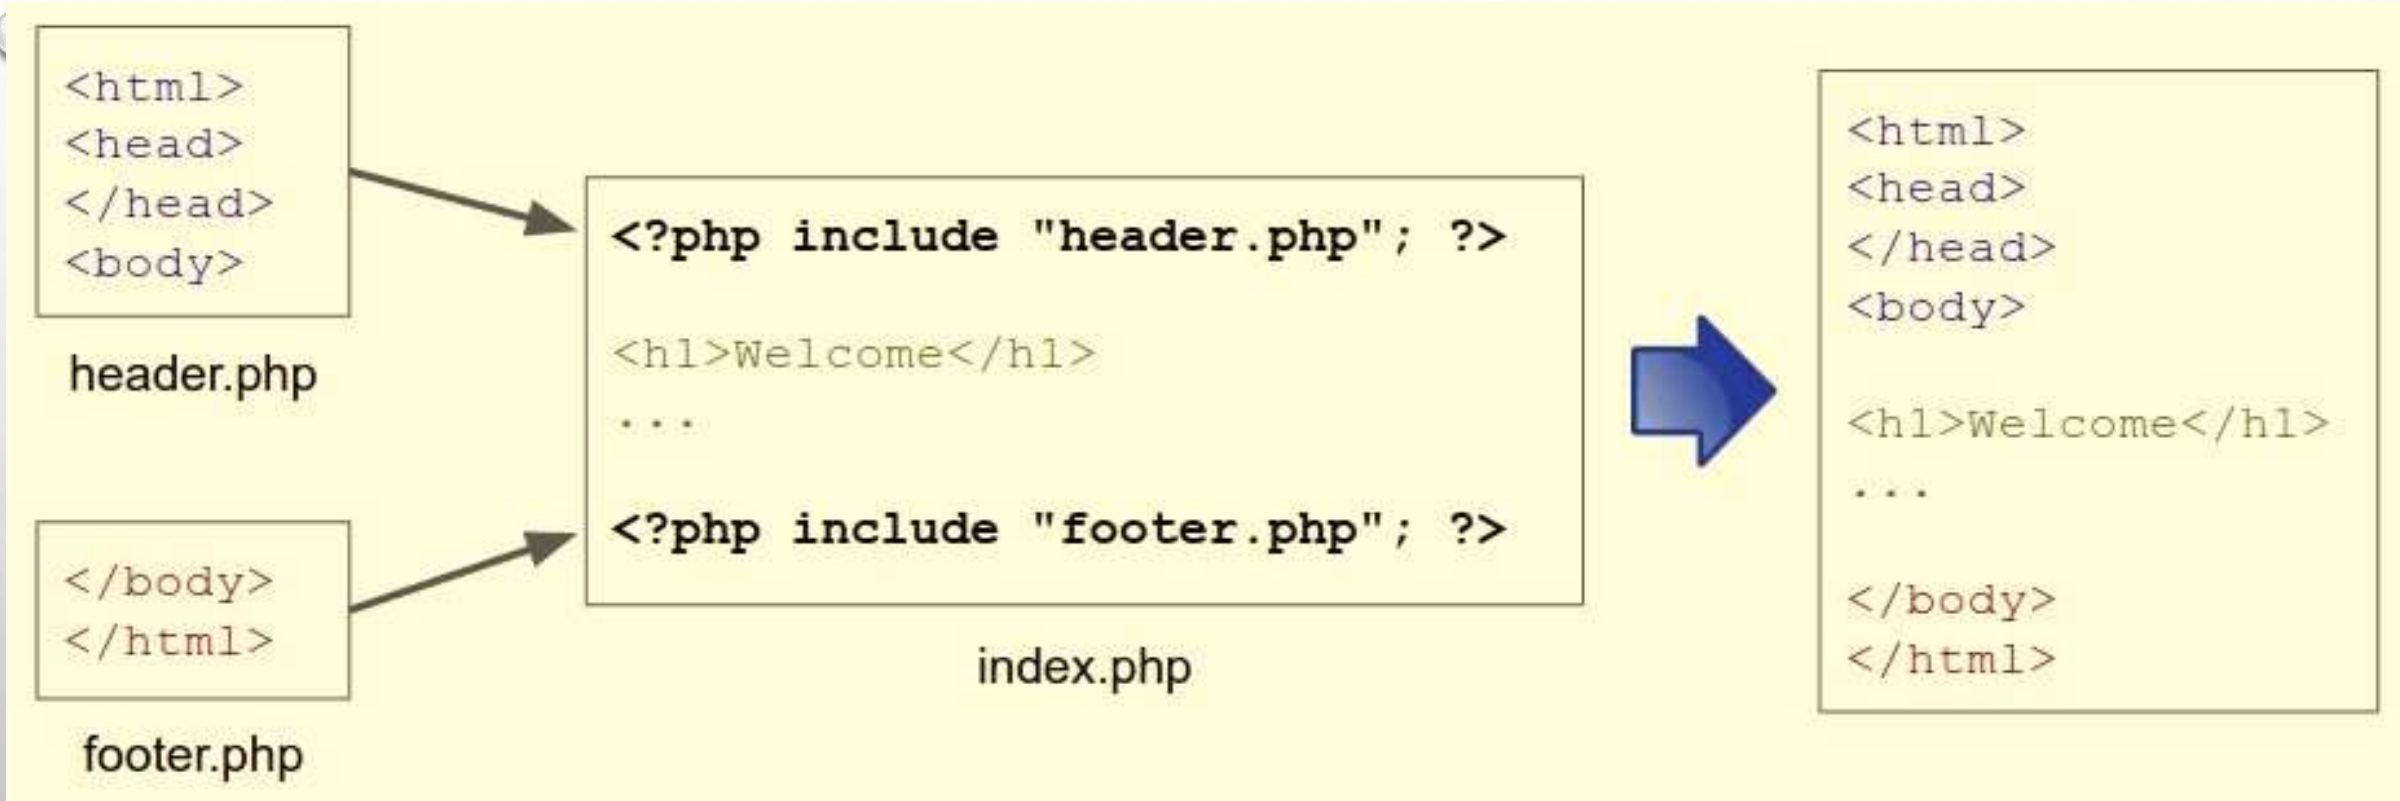 <html>
<head>
</head>
<body>
header.php
</body>
</html>
footer.php
<?php include "header.php"; ?>
<h1>Welcome</h1>
...
<?php include "footer.php"; ?>
index.php
<html>
<head>
</head>
<body>
<h1>Welcome</h1>
...
</body>
</html>